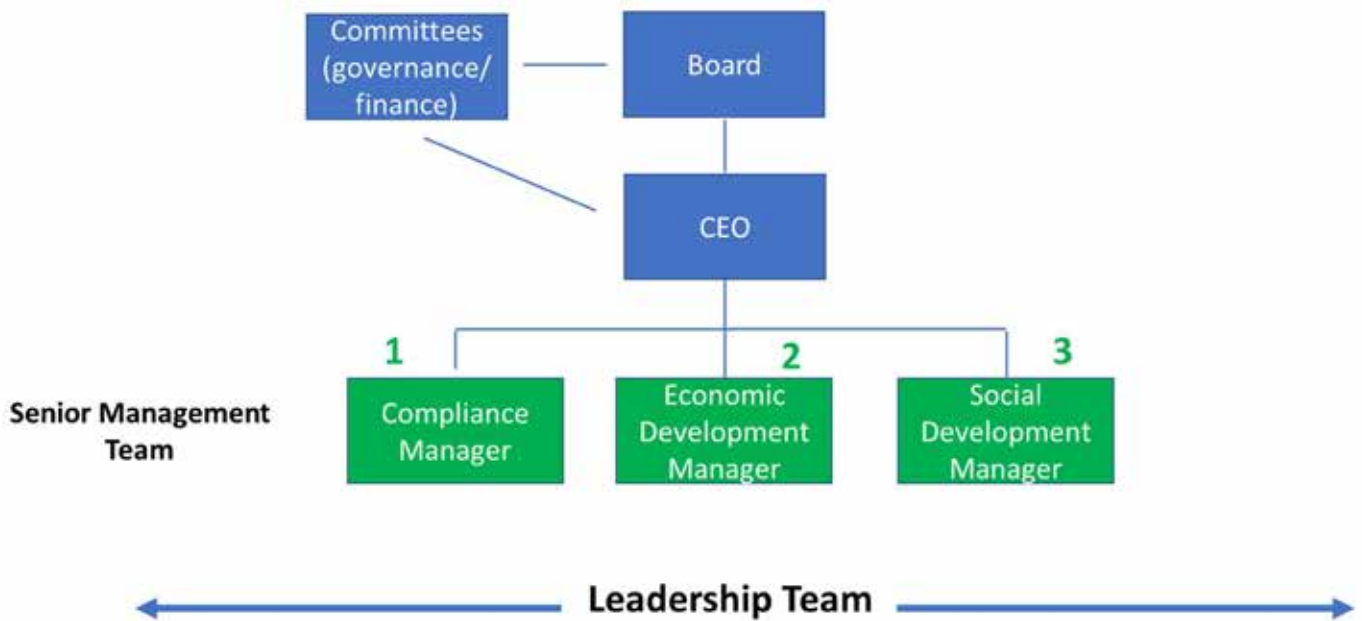 Committees
(governance/
finance)
Board
CEO
1
2
3
Senior Management
Team
Compliance
Manager
Economic
Development
Manager
Social
Development
Manager
Leadership Team